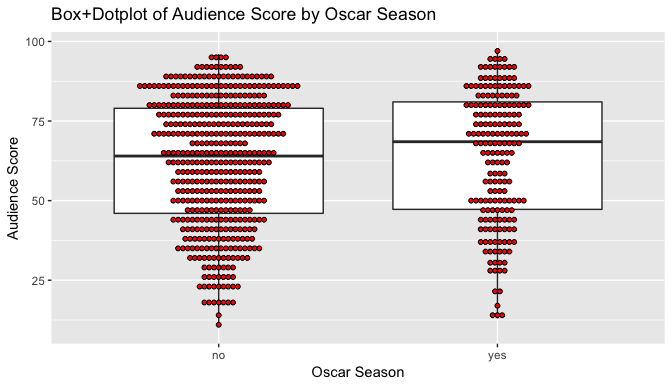 Box+Dotplot of Audience Score by Oscar Season
100
75
50
25
Audience Score
no
yes
Oscar Season